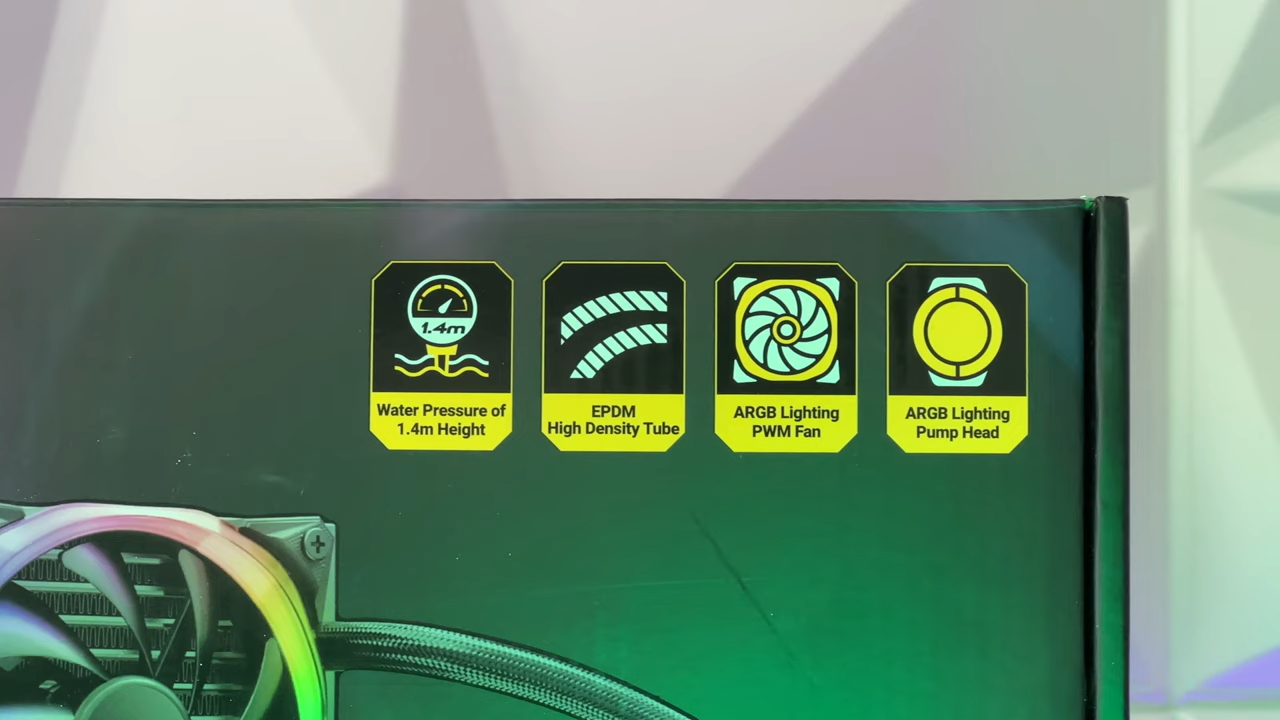 1.4m
Water Pressure of
1.4m Height
EPDM
High Density Tube
ARGB Lighting
PWM Fan
ARGB Lighting
Pump Head